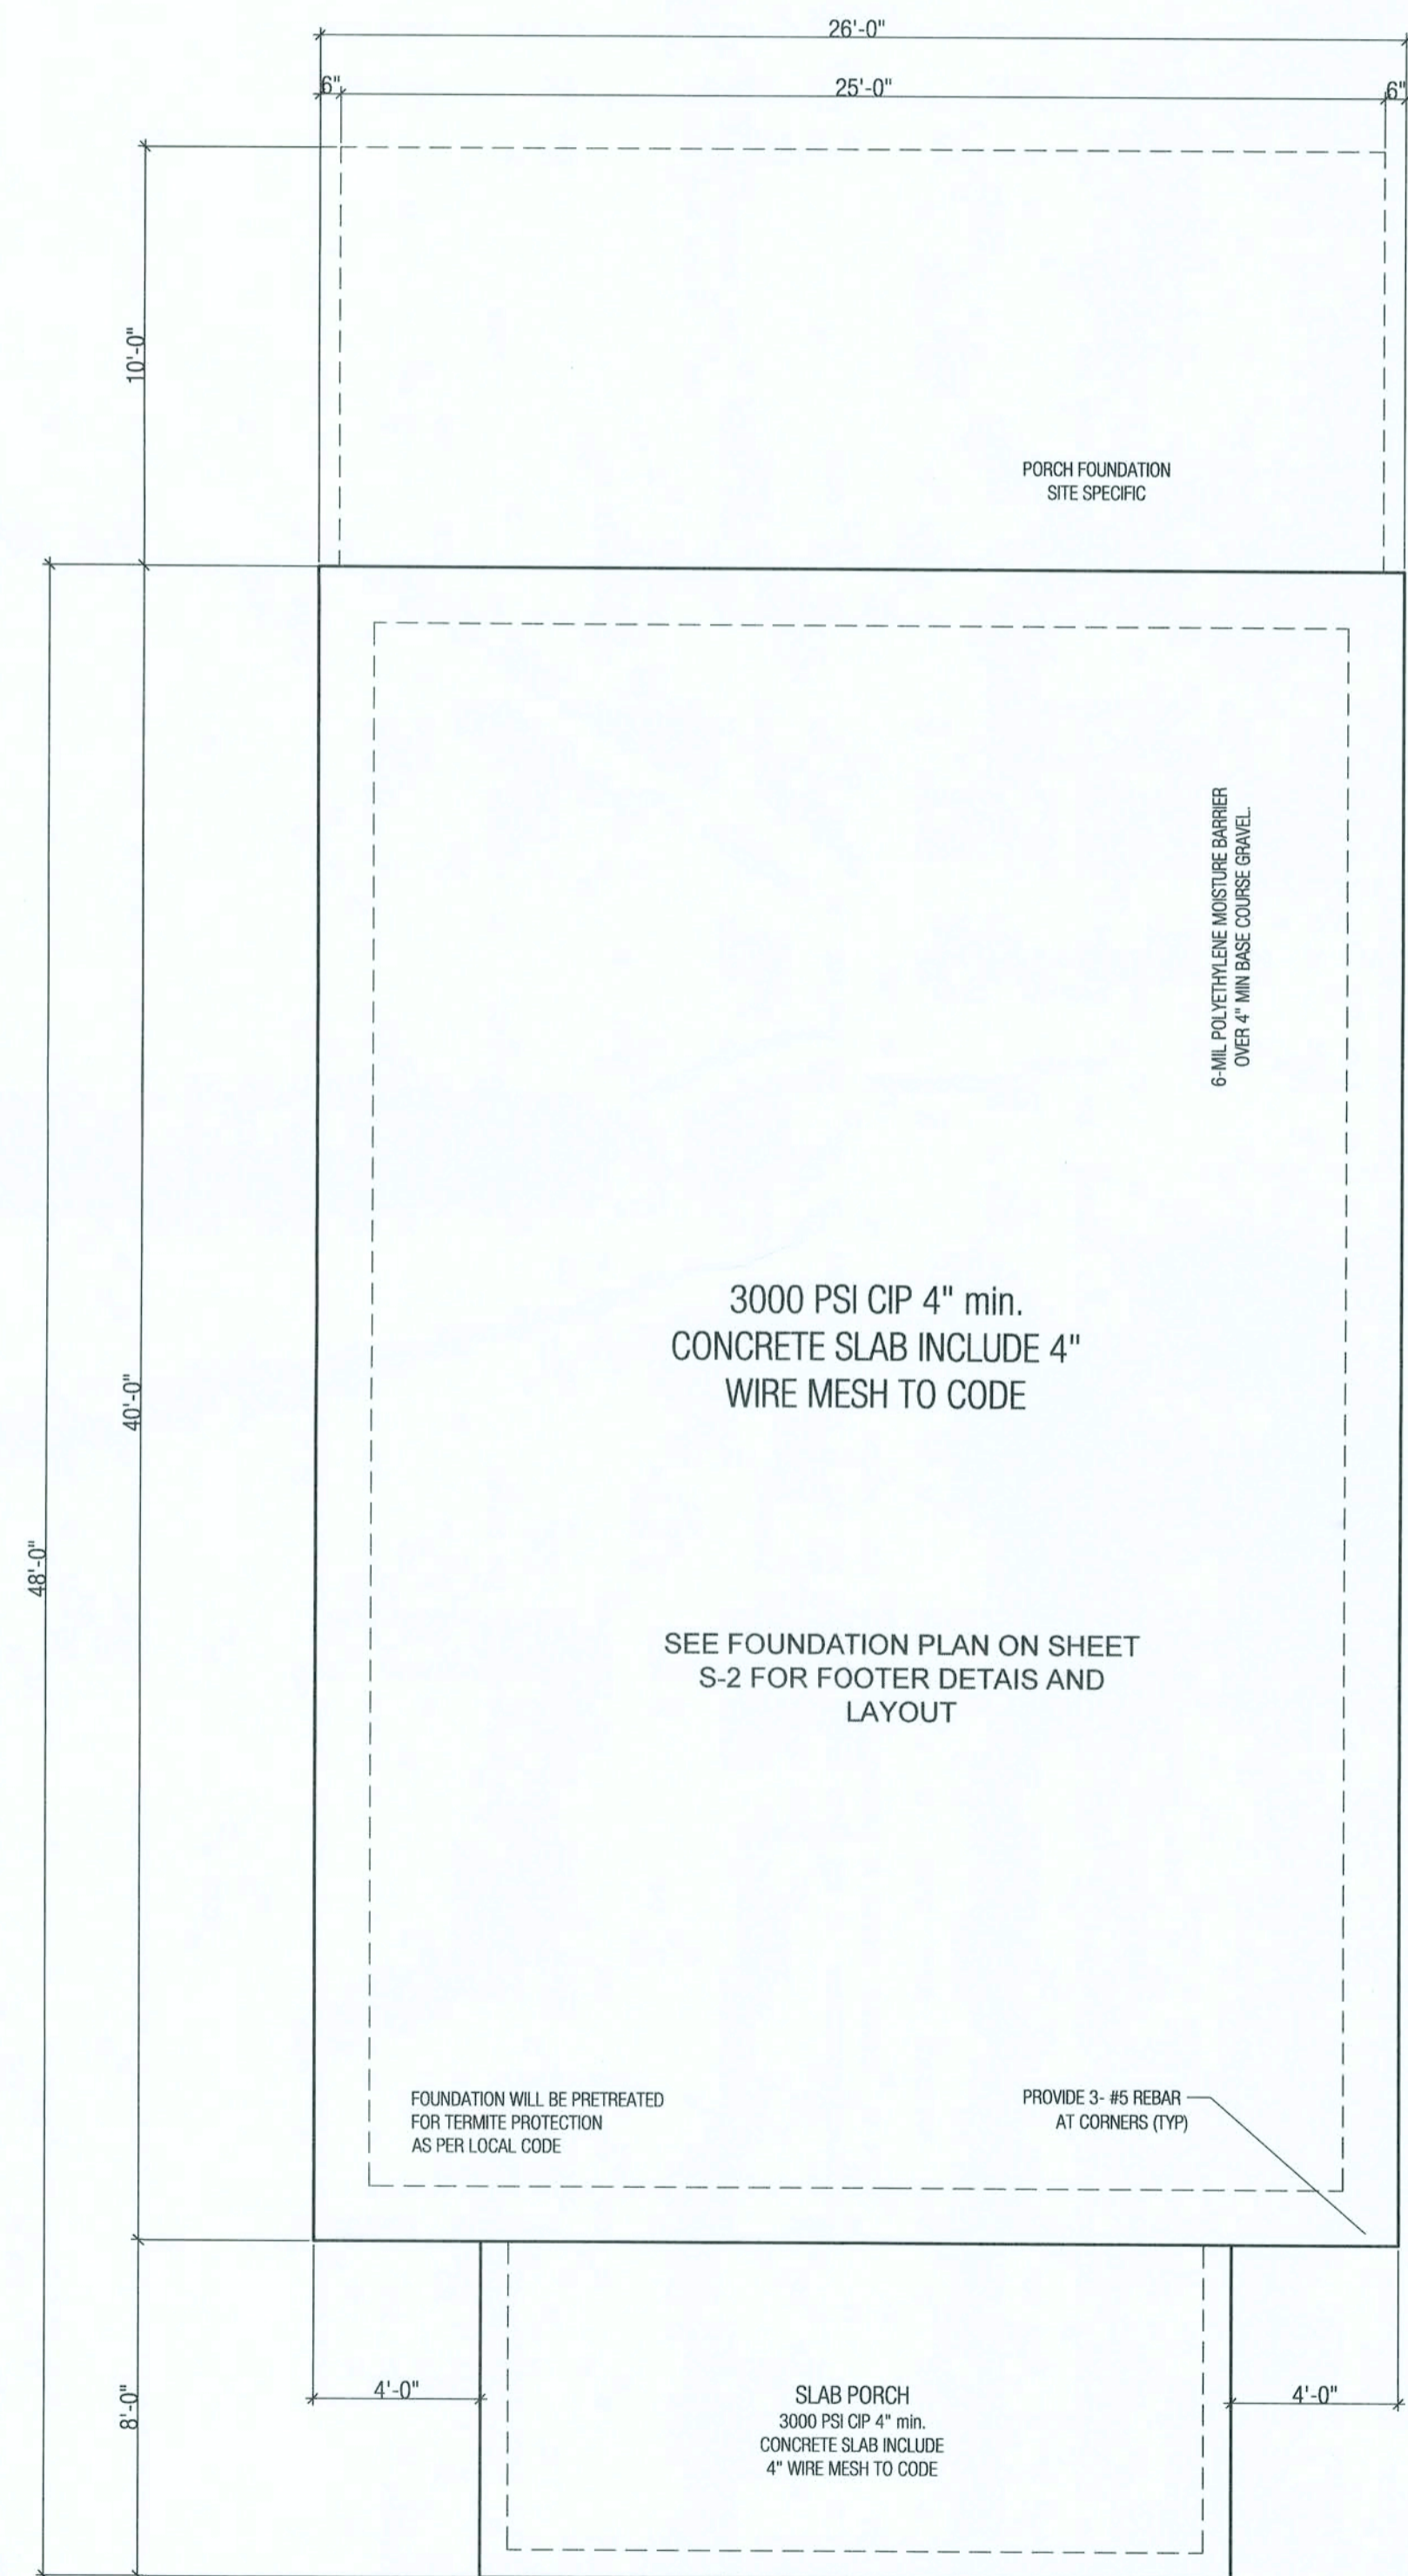 26'-0"
6"
25'-0"
6"
10'-0"
PORCH FOUNDATION
SITE SPECIFIC
6-MIL POLYETHYLENE MOISTURE BARRIER
OVER 4" MIN BASE COURSE GRAVEL.
3000 PSI CIP 4" min.
CONCRETE SLAB INCLUDE 4"
WIRE MESH TO CODE
40'-0"
48'-0"
SEE FOUNDATION PLAN ON SHEET
S-2 FOR FOOTER DETAIS AND
LAYOUT
FOUNDATION WILL BE PRETREATED
FOR TERMITE PROTECTION
AS PER LOCAL CODE
PROVIDE 3- #5 REBAR
AT CORNERS (TYP)
8'-0"
4'-0"
SLAB PORCH
3000 PSI CIP 4" min.
CONCRETE SLAB INCLUDE
4" WIRE MESH TO CODE
4'-0"